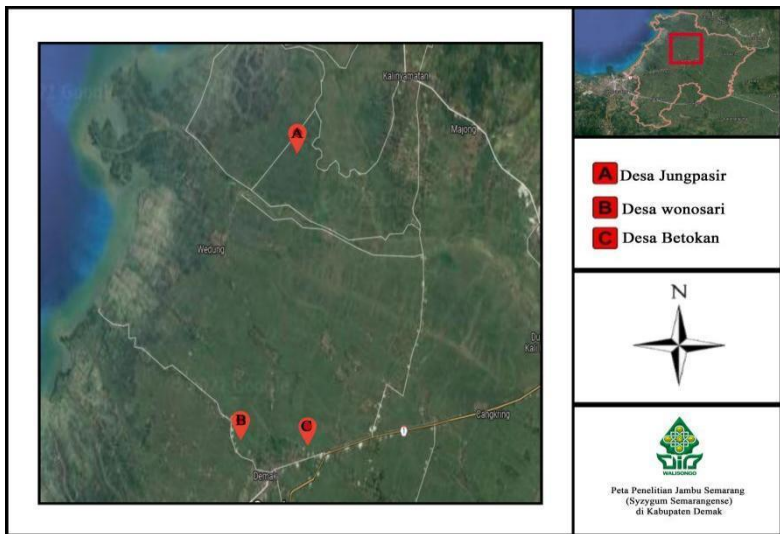 Kalinyamatan
Majong
A
Wedung
B
C
Demak
Cangkring
1
A Desa Jungpasir
B Desa wonosari
C Desa Betokan
N
WALISONGO
Peta Penelitian Jambu Semarang
(Syzygum Semarangense)
di Kabupaten Demak